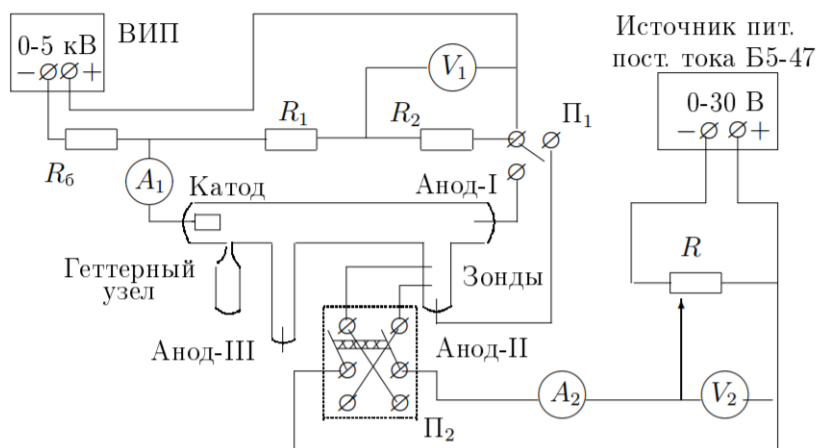 ВИП
0-5 кВ
− +
Источник пит.
пост. тока Б5-47
0-30 В
− +
V₁
R₁
R₂
П₁
Rб
A₁
Катод
Анод-I
R
Геттерный
узел
Зонды
Анод-III
Анод-II
A₂
V₂
П₂